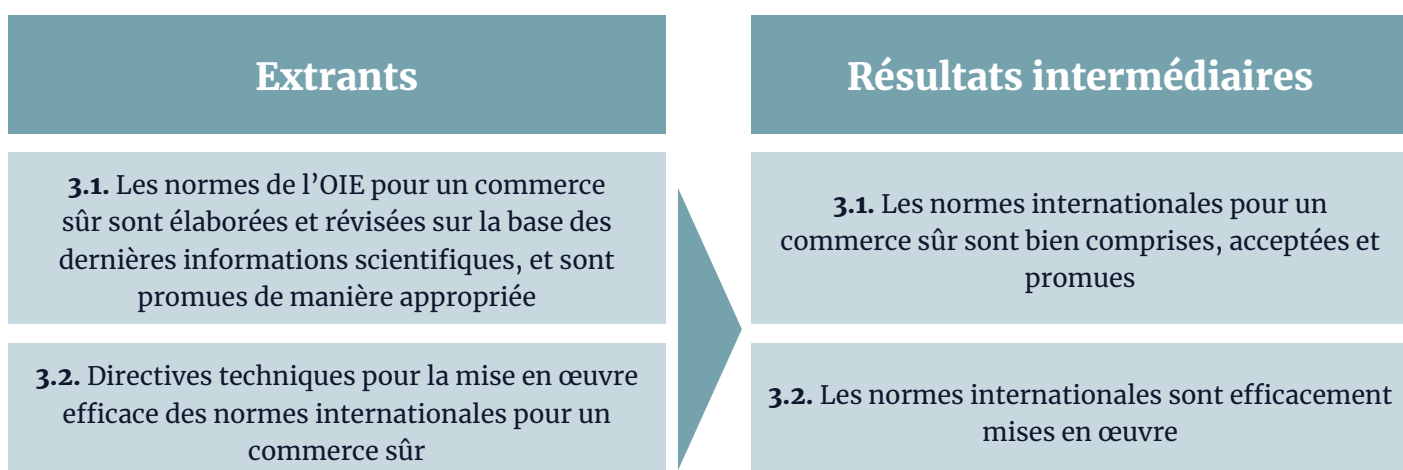 Extrants
3.1. Les normes de l’OIE pour un commerce
sûr sont élaborées et révisées sur la base des
dernières informations scientifiques, et sont
promues de manière appropriée
3.2. Directives techniques pour la mise en œuvre
efficace des normes internationales pour un
commerce sûr
Résultats intermédiaires
3.1. Les normes internationales pour un
commerce sûr sont bien comprises, acceptées et
promues
3.2. Les normes internationales sont efficacement
mises en œuvre